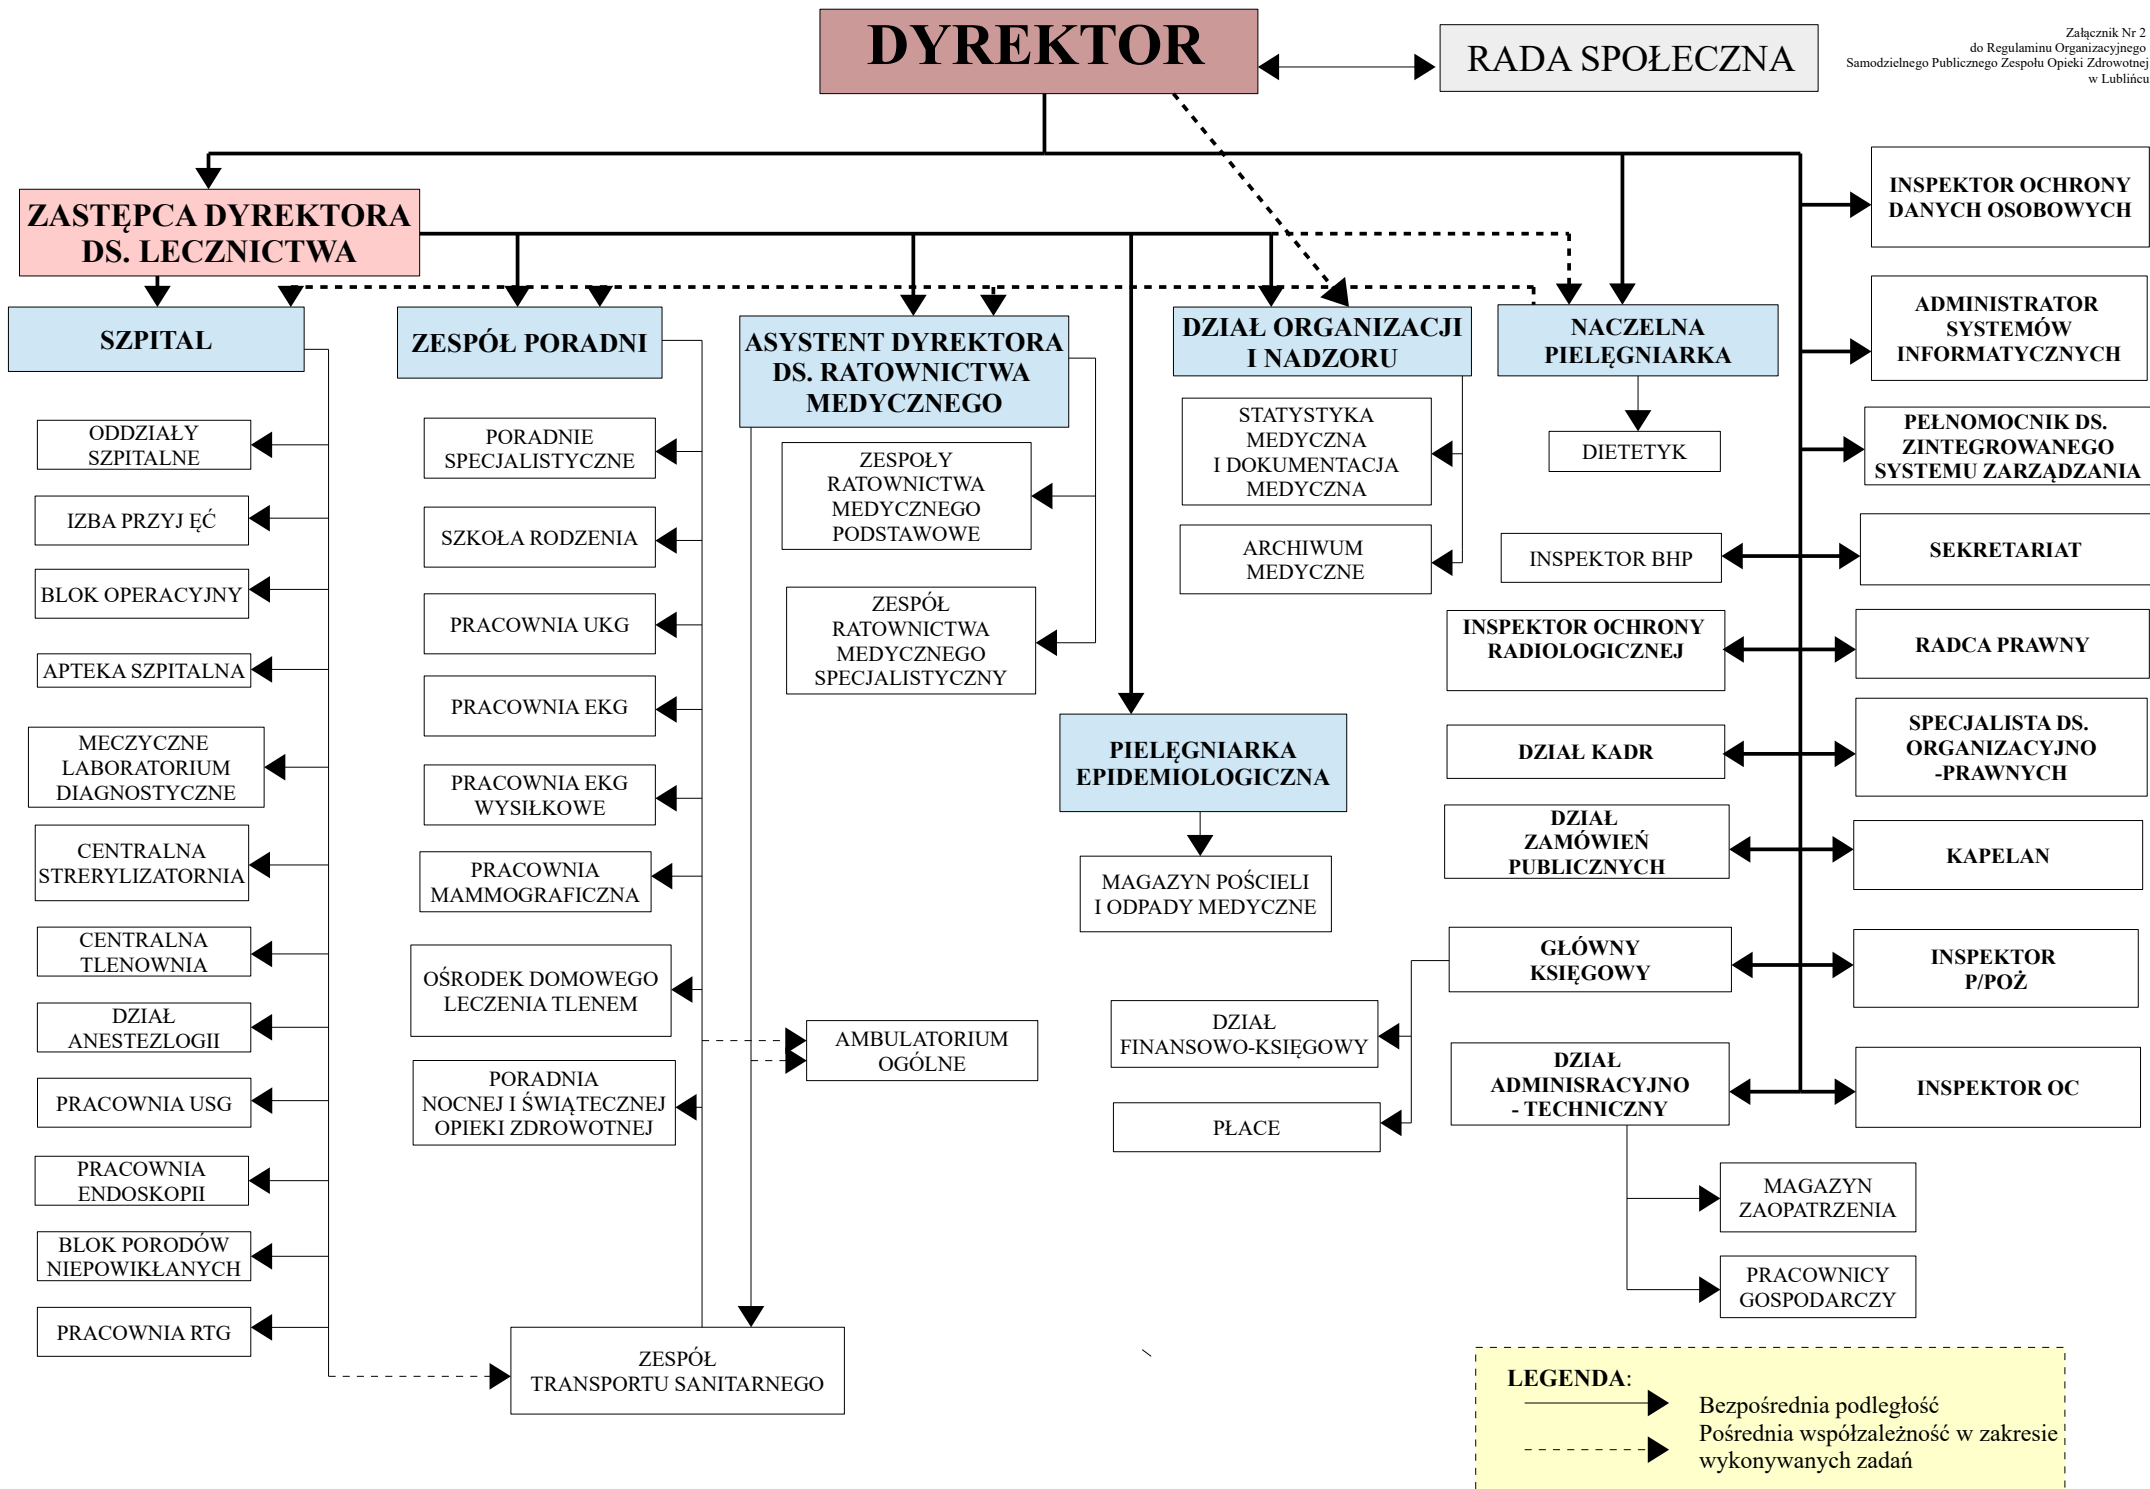 DYREKTOR
RADA SPOŁECZNA
Załącznik Nr 2
do Regulaminu Organizacyjnego
Samodzielnego Publicznego Zespołu Opieki Zdrowotnej
w Lublińcu
ZASTĘPCA DYREKTORA
DS. LECZNICTWA
INSPEKTOR OCHRONY
DANYCH OSOBOWYCH
ADMINISTRATOR
SYSTEMÓW
INFORMATYCZNYCH
PEŁNOMOCNIK DS.
ZINTEGROWANEGO
SYSTEMU ZARZĄDZANIA
SZPITAL
ZESPÓŁ PORADNI
ASYSTENT DYREKTORA
DS. RATOWNICTWA
MEDYCZNEGO
DZIAŁ ORGANIZACJI
I NADZORU
NACZELNA
PIELĘGNIARKA
ODDZIAŁY
SZPITALNE
IZBA PRZYJ ĘĆ
BLOK OPERACYJNY
APTEKA SZPITALNA
MECZYCZNE
LABORATORIUM
DIAGNOSTYCZNE
CENTRALNA
STRERYLIZATORNIA
CENTRALNA
TLENOWNIA
DZIAŁ
ANESTEZLOGII
PRACOWNIA USG
PRACOWNIA
ENDOSKOPII
BLOK PORODÓW
NIEPOWIKŁANYCH
PRACOWNIA RTG
PORADNIE
SPECJALISTYCZNE
SZKOŁA RODZENIA
PRACOWNIA UKG
PRACOWNIA EKG
PRACOWNIA EKG
WYSIŁKOWE
PRACOWNIA
MAMMOGRAFICZNA
OŚRODEK DOMOWEGO
LECZENIA TLENEM
PORADNIA
NOCNEJ I ŚWIĄTECZNEJ
OPIEKI ZDROWOTNEJ
ZESPOŁY
RATOWNICTWA
MEDYCZNEGO
PODSTAWOWE
ZESPÓŁ
RATOWNICTWA
MEDYCZNEGO
SPECJALISTYCZNY
AMBULATORIUM
OGÓLNE
ZESPÓŁ
TRANSPORTU SANITARNEGO
STATYSTYKA
MEDYCZNA
I DOKUMENTACJA
MEDYCZNA
ARCHIWUM
MEDYCZNE
PIELĘGNIARKA
EPIDEMIOLOGICZNA
MAGAZYN POŚCIELI
I ODPADY MEDYCZNE
DIETETYK
INSPEKTOR BHP
SEKRETARIAT
INSPEKTOR OCHRONY
RADIOLOGICZNEJ
RADCA PRAWNY
DZIAŁ KADR
SPECJALISTA DS.
ORGANIZACYJNO
-PRAWNYCH
DZIAŁ
ZAMÓWIEŃ
PUBLICZNYCH
KAPELAN
GŁÓWNY
KSIĘGOWY
INSPEKTOR
P/POŻ
DZIAŁ
FINANSOWO-KSIĘGOWY
PŁACE
DZIAŁ
ADMINISRACYJNO
- TECHNICZNY
INSPEKTOR OC
MAGAZYN
ZAOPATRZENIA
PRACOWNICY
GOSPODARCZY
LEGENDA:
Bezpośrednia podległość
Pośrednia współzależność w zakresie
wykonywanych zadań